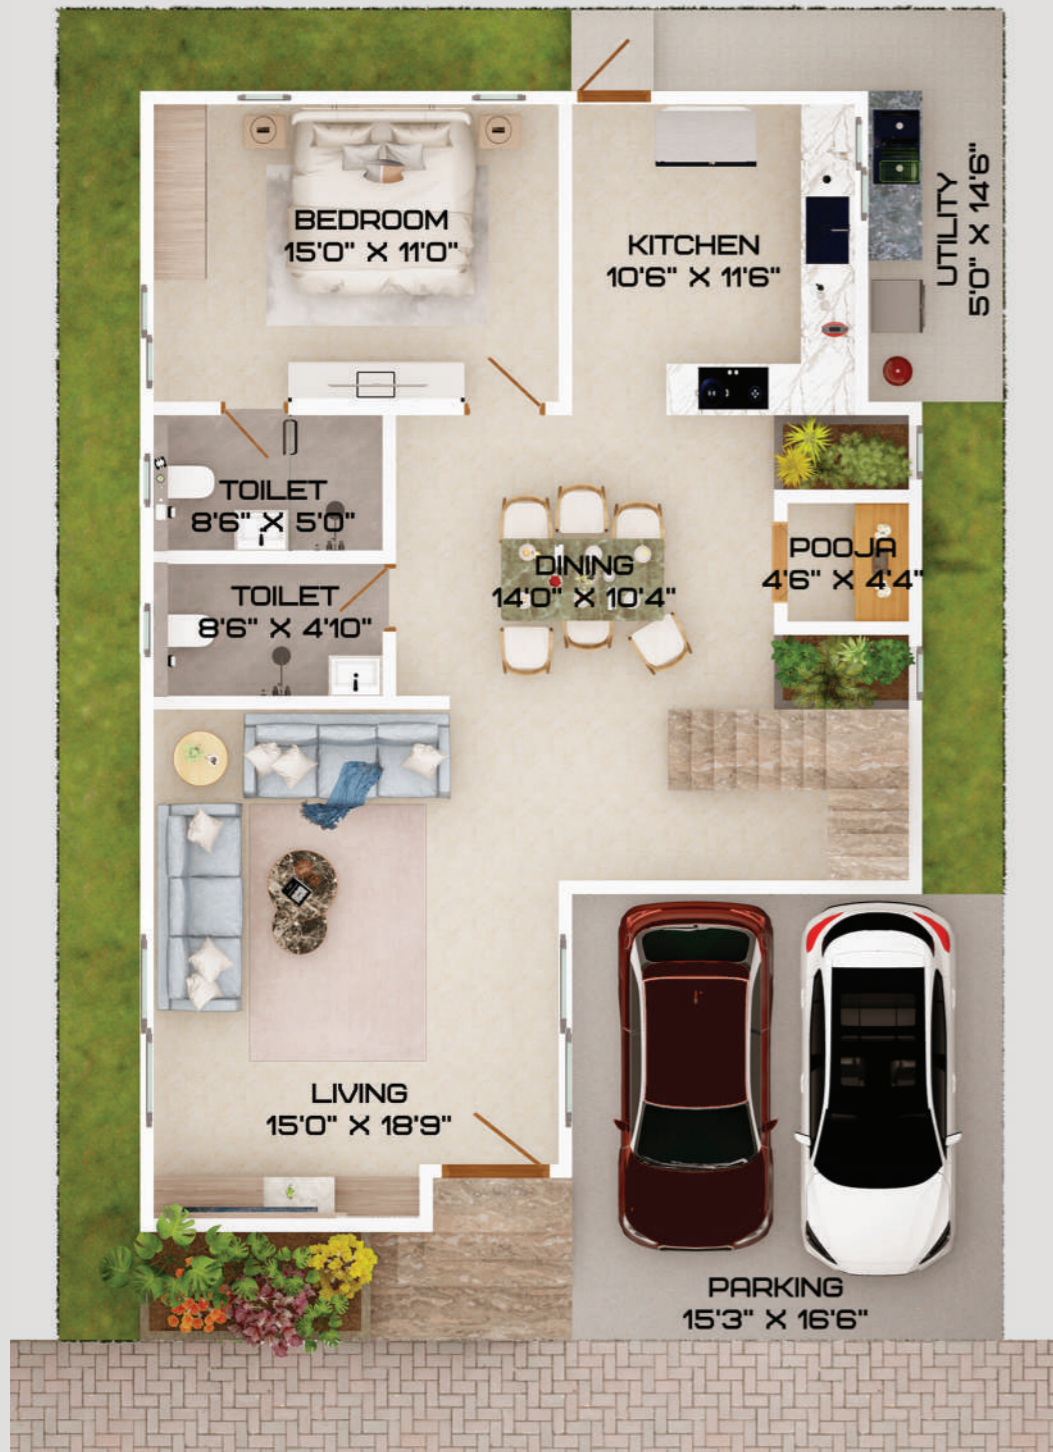 BEDROOM
15'0" X 11'0"
KITCHEN
10'6" X 11'6"
UTILITY
5'0" X 14'6"
TOILET
8'6" X 5'0"
DINING
14'0" X 10'4"
POOJA
4'6" X 4'4"
TOILET
8'6" X 4'10"
LIVING
15'0" X 18'9"
PARKING
15'3" X 16'6"